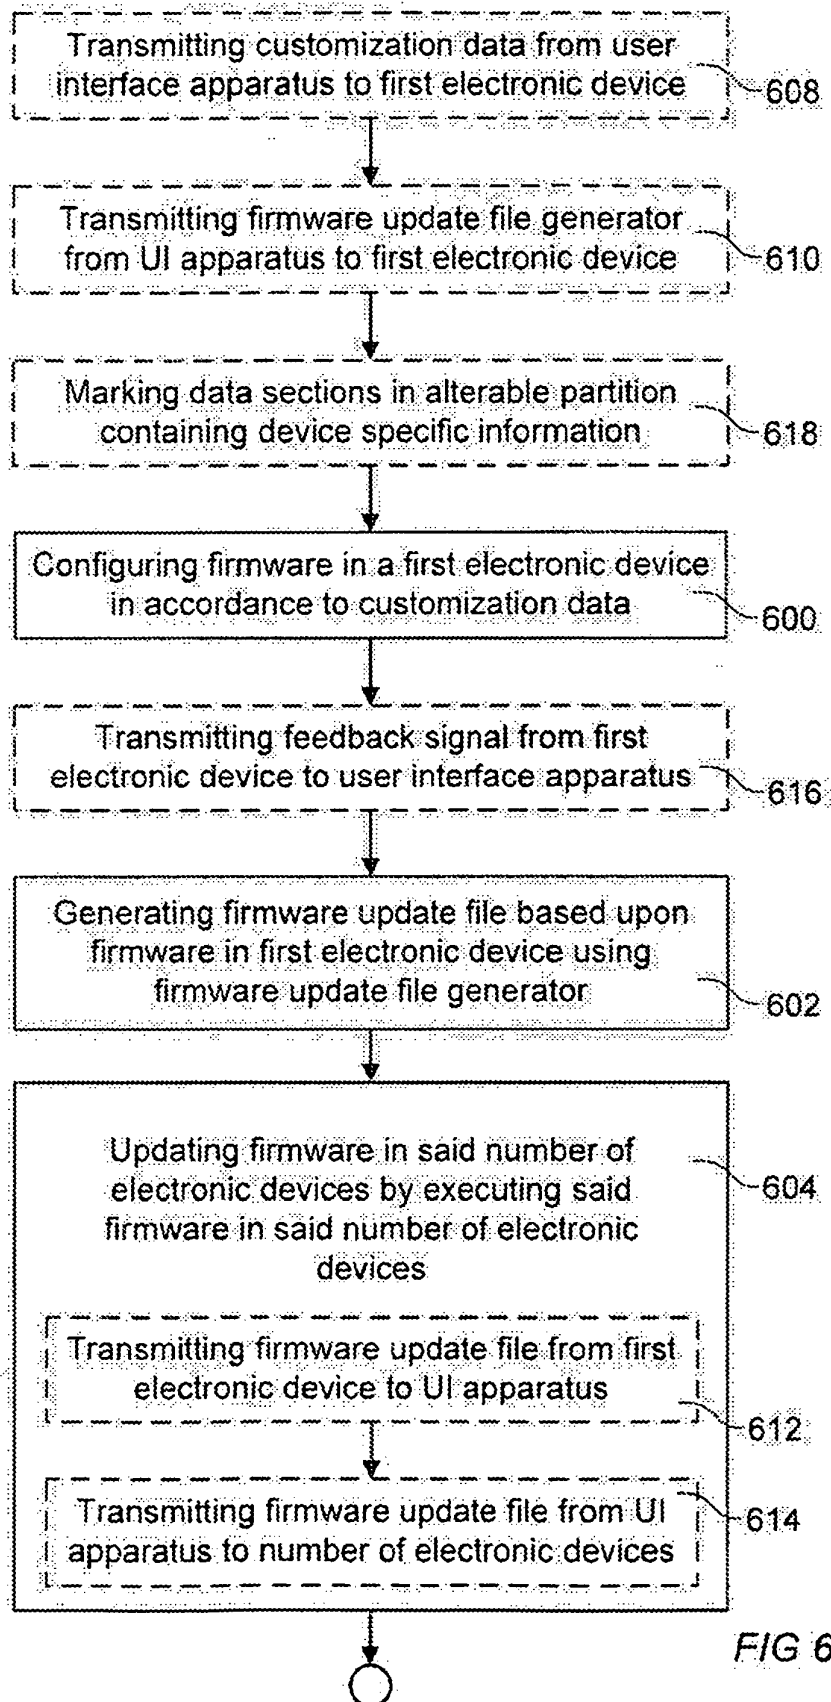 Transmitting customization data from user
interface apparatus to first electronic device
608
Transmitting firmware update file generator
from UI apparatus to first electronic device
610
Marking data sections in alterable partition
containing device specific information
618
Configuring firmware in a first electronic device
in accordance to customization data
600
Transmitting feedback signal from first
electronic device to user interface apparatus
616
Generating firmware update file based upon
firmware in first electronic device using
firmware update file generator
602
Updating firmware in said number of
electronic devices by executing said
firmware in said number of electronic
devices
604
Transmitting firmware update file from first
electronic device to UI apparatus
612
Transmitting firmware update file from UI
apparatus to number of electronic devices
614
FIG 6